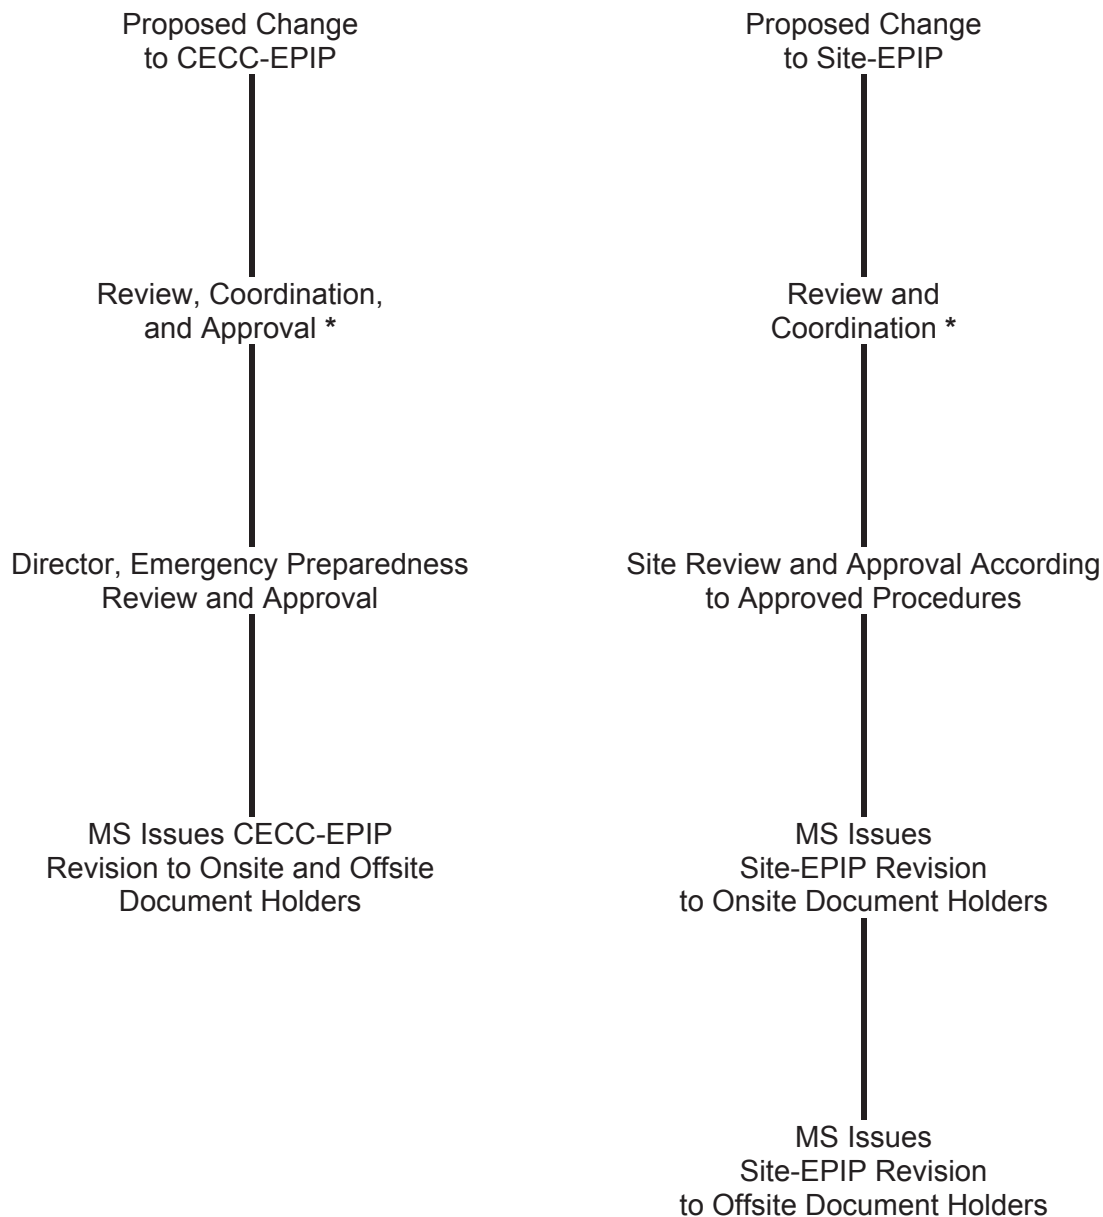 Proposed Change
to CECC-EPIP
Review, Coordination,
and Approval *
Director, Emergency Preparedness
Review and Approval
MS Issues CECC-EPIP
Revision to Onsite and Offsite
Document Holders
Proposed Change
to Site-EPIP
Review and
Coordination *
Site Review and Approval According
to Approved Procedures
MS Issues
Site-EPIP Revision
to Onsite Document Holders
MS Issues
Site-EPIP Revision
to Offsite Document Holders